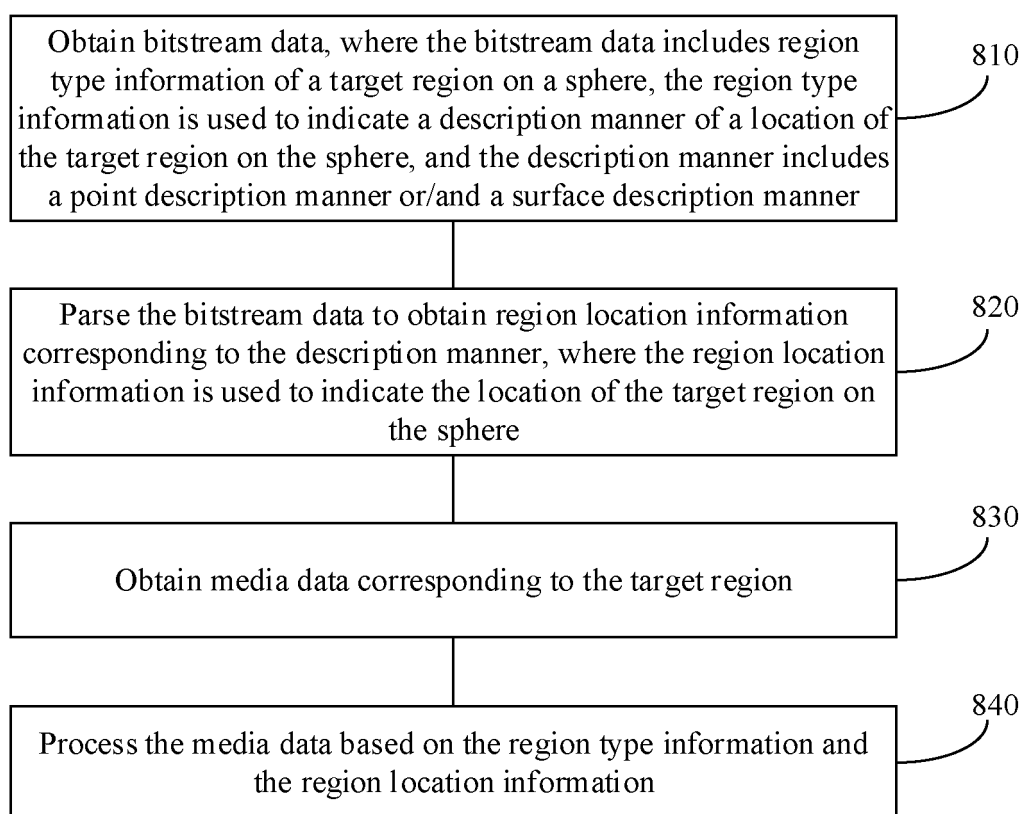 Obtain bitstream data, where the bitstream data includes region
type information of a target region on a sphere, the region type
information is used to indicate a description manner of a location of
the target region on the sphere, and the description manner includes
a point description manner or/and a surface description manner
810
Parse the bitstream data to obtain region location information
corresponding to the description manner, where the region location
information is used to indicate the location of the target region on
the sphere
820
Obtain media data corresponding to the target region
830
Process the media data based on the region type information and
the region location information
840